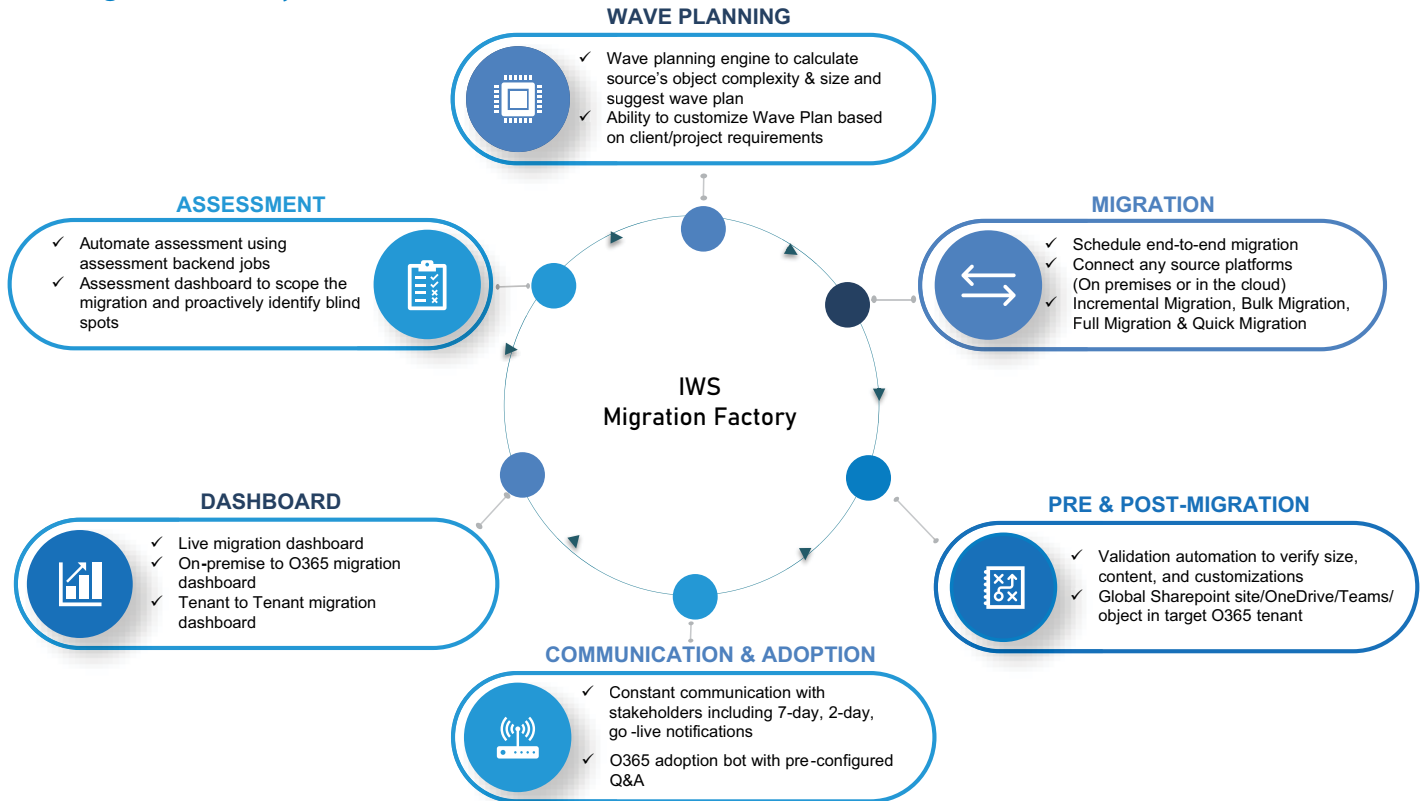 WAVE PLANNING
✓ Wave planning engine to calculate
source’s object complexity & size and
suggest wave plan
✓ Ability to customize Wave Plan based
on client/project requirements
ASSESSMENT
✓ Automate assessment using
assessment backend jobs
✓ Assessment dashboard to scope the
migration and proactively identify blind
spots
MIGRATION
✓ Schedule end-to-end migration
✓ Connect any source platforms
(On premises or in the cloud)
✓ Incremental Migration, Bulk Migration,
Full Migration & Quick Migration
IWS
Migration Factory
DASHBOARD
✓ Live migration dashboard
✓ On-premise to O365 migration
dashboard
✓ Tenant to Tenant migration
dashboard
PRE & POST-MIGRATION
✓ Validation automation to verify size,
content, and customizations
✓ Global Sharepoint site/OneDrive/Teams/
object in target O365 tenant
COMMUNICATION & ADOPTION
✓ Constant communication with
stakeholders including 7-day, 2-day,
go -live notifications
✓ O365 adoption bot with pre-configured
Q&A